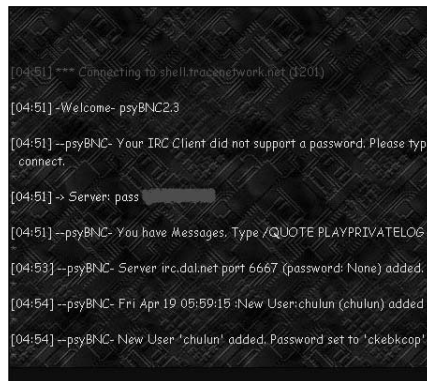 [04:51] *** Connecting to shell.tracenetwork.net (1201)
-
[04:51] -Welcome- psyBNC2.3
[04:51] --psyBNC- Your IRC Client did not support a password. Please typ
connect.
[04:51] -> Server: pass
[04:51] --psyBNC- You have Messages. Type /QUOTE PLAYPRIVATELOG
-
[04:53] --psyBNC- Server irc.dal.net port 6667 (password: None) added.
-
[04:54] --psyBNC- Fri Apr 19 05:59:15 :New User:chulun (chulun) added
[04:54] --psyBNC- New User 'chulun' added. Password set to 'ckebkcop'
-